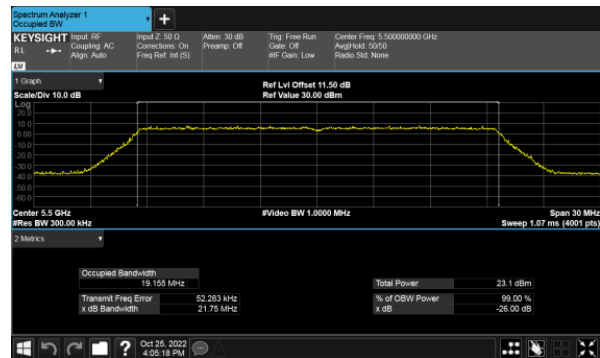 Spectrum Analyzer 1
Occupied BW
+
KEYSIGHT Input: RF Input Z: 50 Ω Atten: 30 dB Trig: Free Run Center Freq: 5.500000000 GHz
RL Coupling: AC Corrections: On Preamp: Off Gate: Off Avg|Hold: 50/50
Align: Auto Freq Ref: Int (S) #IF Gain: Low Radio Std: None
LXI
1 Graph
Scale/Div 10.0 dB
Ref Lvl Offset 11.50 dB
Ref Value 30.00 dBm
Log
20.0
10.0
0.00
-10.0
-20.0
-30.0
-40.0
-50.0
-60.0
Center 5.5 GHz #Video BW 1.0000 MHz Span 30 MHz
#Res BW 300.00 kHz Sweep 1.07 ms (4001 pts)
2 Metrics
Occupied Bandwidth
19.155 MHz Total Power 23.1 dBm
Transmit Freq Error 52.283 kHz % of OBW Power 99.00 %
x dB Bandwidth 21.75 MHz x dB -26.00 dB
? Oct 25, 2022
4:05:18 PM